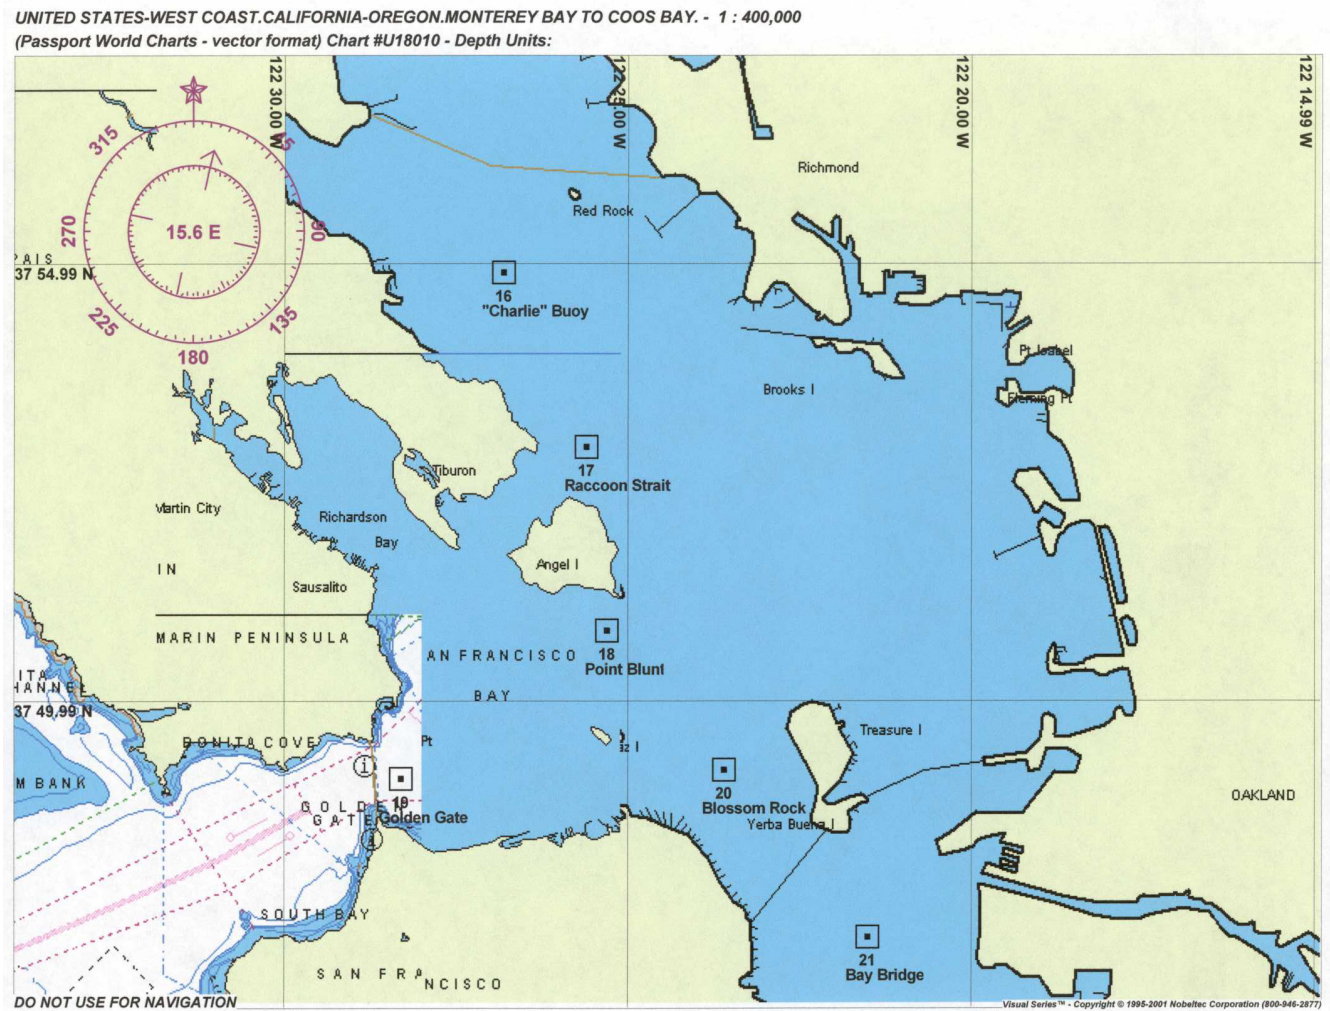 UNITED STATES-WEST COAST.CALIFORNIA-OREGON.MONTEREY BAY TO COOS BAY. - 1 : 400,000
(Passport World Charts - vector format) Chart #U18010 - Depth Units:
122 30.00 W
122 25.00 W
122 20.00 W
122 14.99 W
315
45
270
15.6 E
90
225
135
180
PAIS
37 54.99 N
Richmond
Red Rock
16
"Charlie" Buoy
Pt Isabel
Brooks I
Fleming Pt
17
Raccoon Strait
Tiburon
Martin City
Richardson
Bay
IN
Angel I
Sausalito
MARIN PENINSULA
18
Point Blunt
AN FRANCISCO
BAY
ITA
HANNEL
37 49.99 N
BONITA COVE
Pt
Treasure I
M BANK
19
Golden Gate
GOLDEN
GATE
20
Blossom Rock
Yerba Buena I
OAKLAND
SOUTH BAY
SAN FRA
NCISCO
21
Bay Bridge
DO NOT USE FOR NAVIGATION
Visual Series™ - Copyright © 1995-2001 Nobeltec Corporation (800-946-2877)